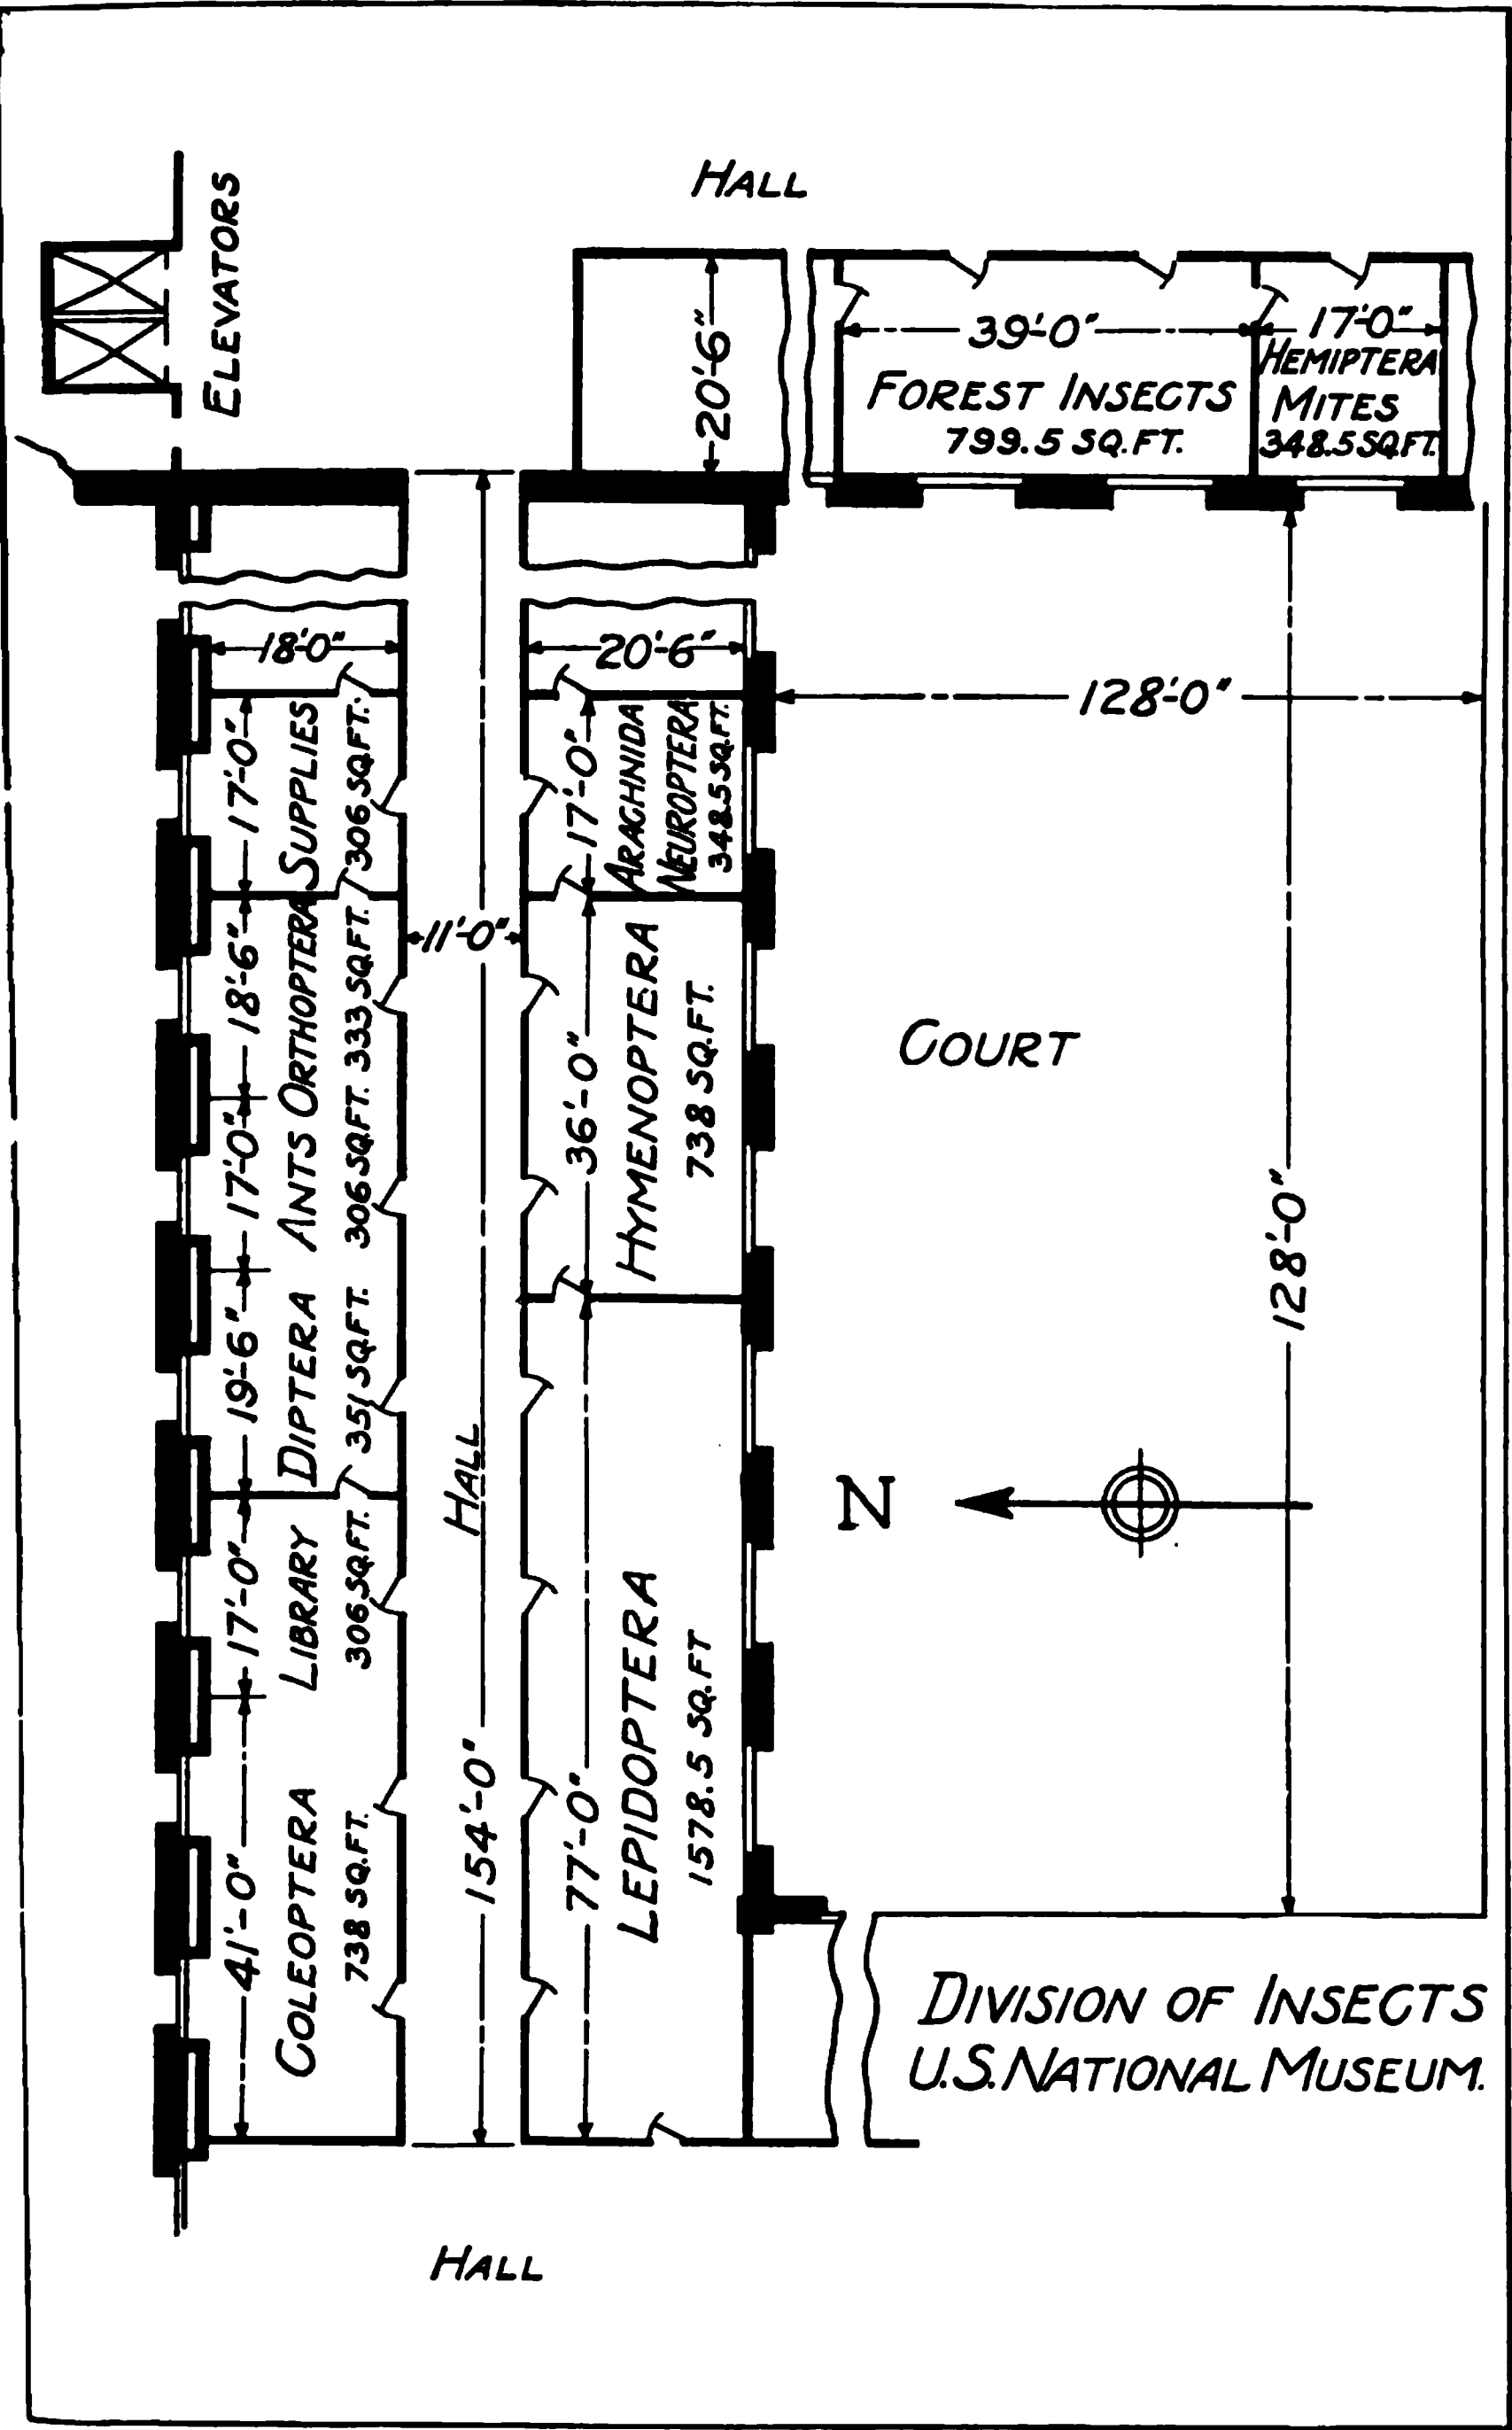 HALL
ELEVATORS
20'-6"
39'-0"
17'-0"
FOREST INSECTS
799.5 SQ.FT.
HEMIPTERA
MITES
348.5 SQ.FT.
18'-0"
20'-6"
128'-0"
17'-0"
SUPPLIES
306 SQ.FT.
17'-0"
ARACHNIDA
NEUROPTERA
348.5 SQ.FT.
11'-0"
18'-6"
ORTHOPTERA
333 SQ.FT.
17'-0"
ANTS
306 SQ.FT.
36'-0"
HYMENOPTERA
738 SQ.FT.
COURT
128'-0"
19'-6"
DIPTERA
351 SQ.FT.
HALL
154'-0"
N
17'-0"
LIBRARY
306 SQ.FT.
77'-0"
LEPIDOPTERA
1578.5 SQ.FT
41'-0"
COLEOPTERA
738 SQ.FT.
DIVISION OF INSECTS
U.S. NATIONAL MUSEUM.
HALL